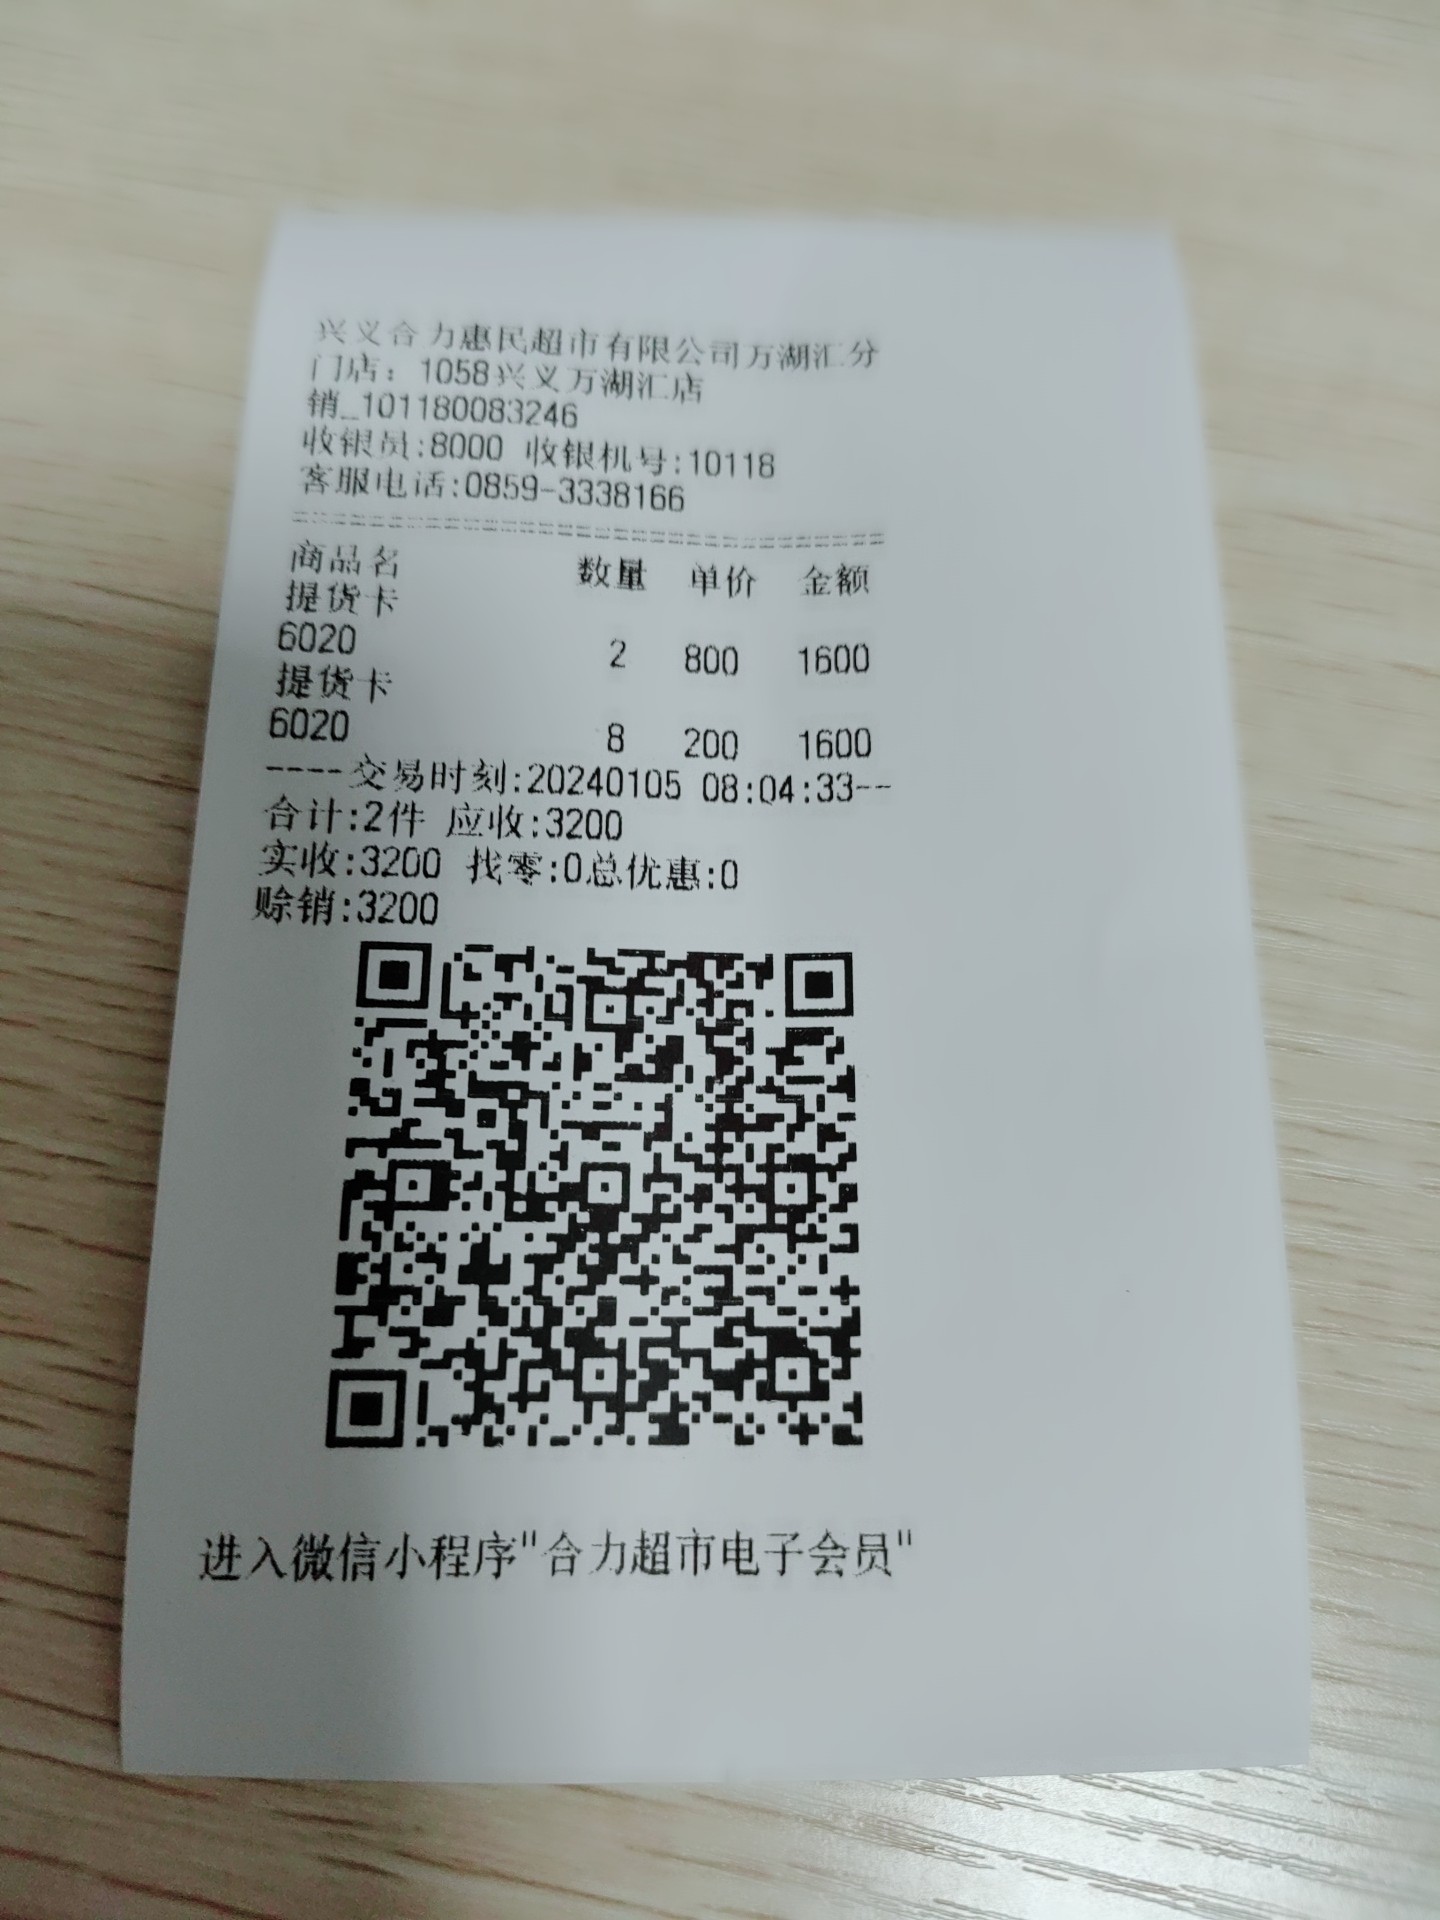 兴义合力惠民超市有限公司万湖汇分
门店：1058兴义万湖汇店
销_101180083246
收银员:8000 收银机号:10118
客服电话:0859-3338166
商品名 数量 单价 金额
提货卡
6020 2 800 1600
提货卡
6020 8 200 1600
----交易时刻:20240105 08:04:33--
合计:2件 应收:3200
实收:3200 找零:0总优惠:0
赊销:3200
进入微信小程序"合力超市电子会员"